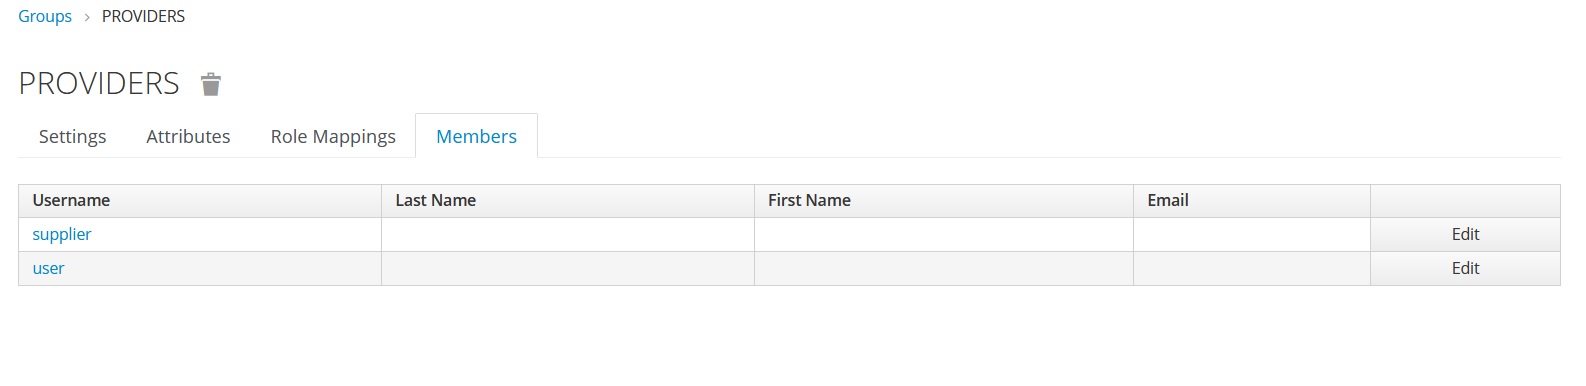 Groups › PROVIDERS
PROVIDERS
Settings Attributes Role Mappings Members
Username Last Name First Name Email
supplier Edit
user Edit